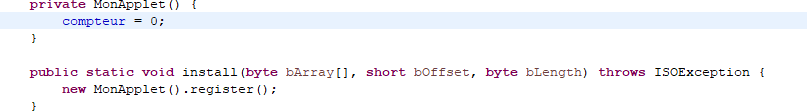 private MonApplet() {
compteur = 0;
}
public static void install(byte bArray[], short bOffset, byte bLength) throws ISOException {
new MonApplet().register();
}